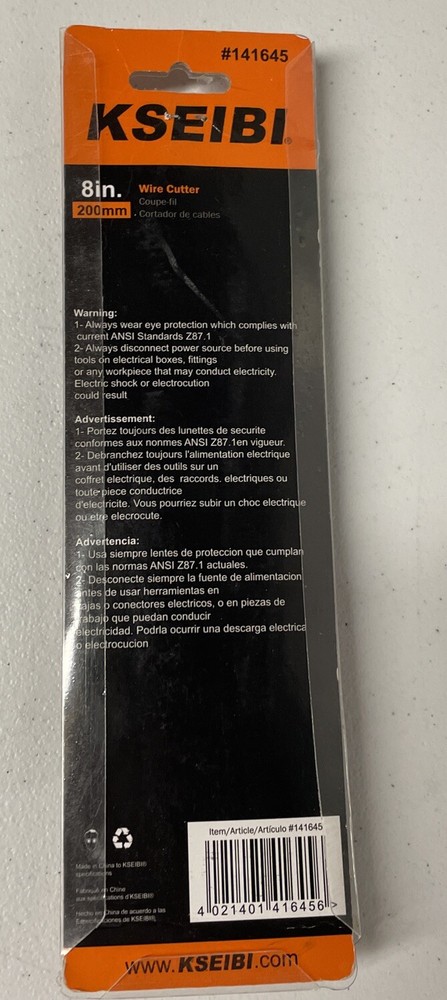 #141645
KSEIBI®
8in. Wire Cutter
200mm Coupe-fil
Cortador de cables
Warning:
1- Always wear eye protection which complies with
current ANSI Standards Z87.1
2- Always disconnect power source before using
tools on electrical boxes, fittings
or any workpiece that may conduct electricity.
Electric shock or electrocution
could result
Advertissement:
1- Portez toujours des lunettes de securite
conformes aux nonmes ANSI Z87.1en vigueur.
2- Debranchez toujours l'alimentation electrique
avant d'utiliser des outils sur un
coffret electrique, des raccords. electriques ou
toute piece conductrice
d'electricite. Vous pourriez subir un choc electrique
ou etre elecrocute.
Advertencia:
1- Usa siempre lentes de proteccion que cumplan
con las normas ANSI Z87.1 actuales.
2- Desconecte siempre la fuente de alimentacion
antes de usar herramientas en
cajas o conectores electricos, o en piezas de
trabajo que puedan conducir
electricidad. Podrla ocurrir una descarga electrica
o electrocucion
Item/Article/Artículo #141645
4 021401 416456 >
Made in China to KSEIBI®
specifications
Fabriqué en Chine
aux spécifications d'KSEIBI®
Hecho en China de acuerdo a las
Especificaciones de KSEIBI®
www.KSEIBI.com